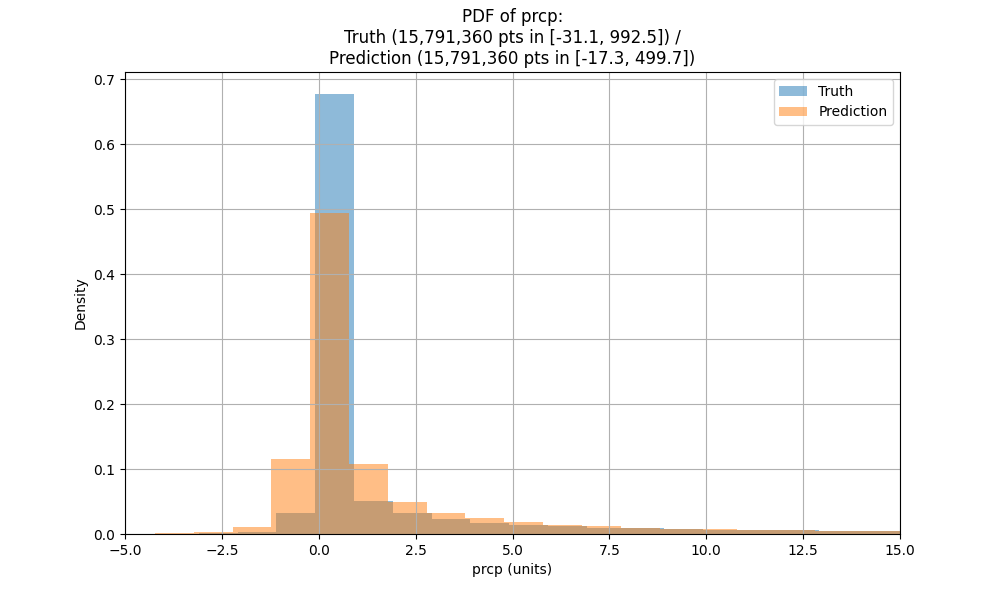 PDF of prcp:
Truth (15,791,360 pts in [-31.1, 992.5]) /
Prediction (15,791,360 pts in [-17.3, 499.7])
Truth
Prediction
Density
0.7
0.6
0.5
0.4
0.3
0.2
0.1
0.0
−5.0 −2.5 0.0 2.5 5.0 7.5 10.0 12.5 15.0
prcp (units)